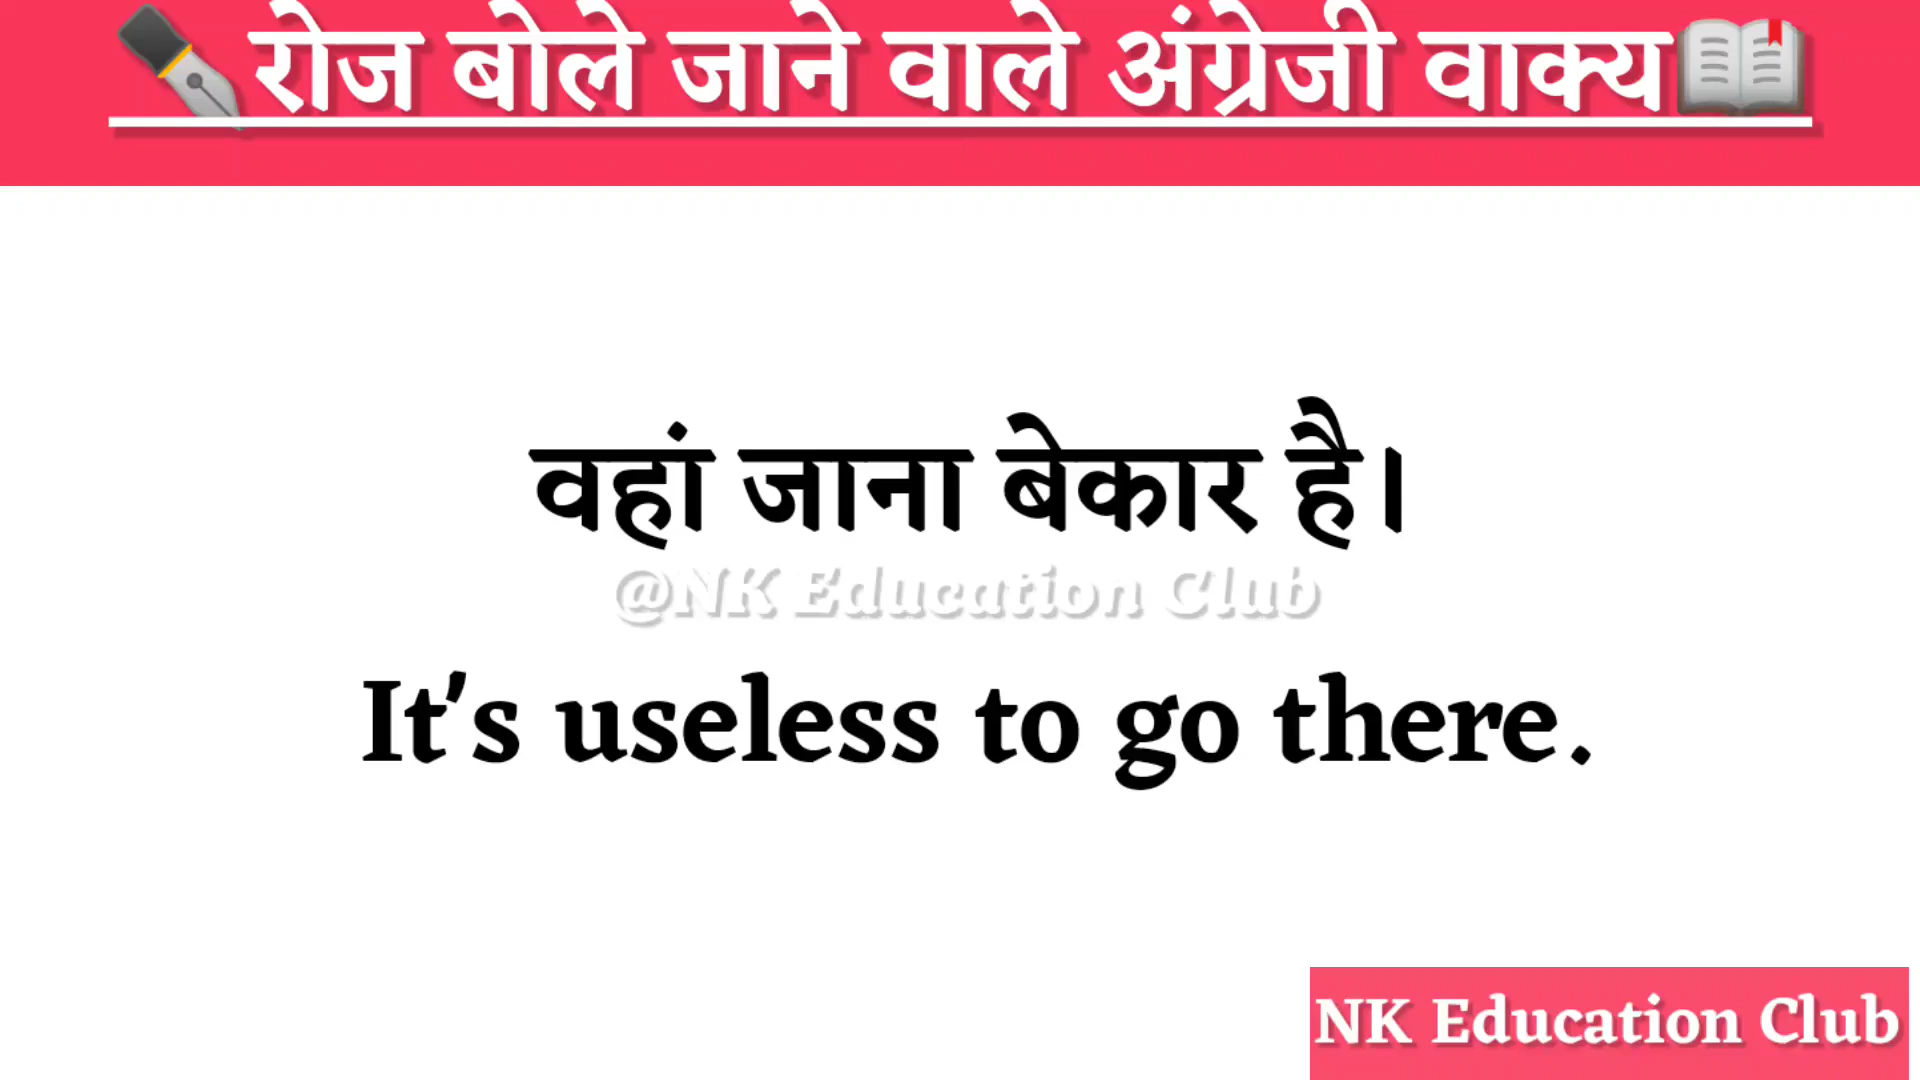 रोज बोले जाने वाले अंग्रेजी वाक्य
वहां जाना बेकार है।
@NK Education Club
It's useless to go there.
NK Education Club